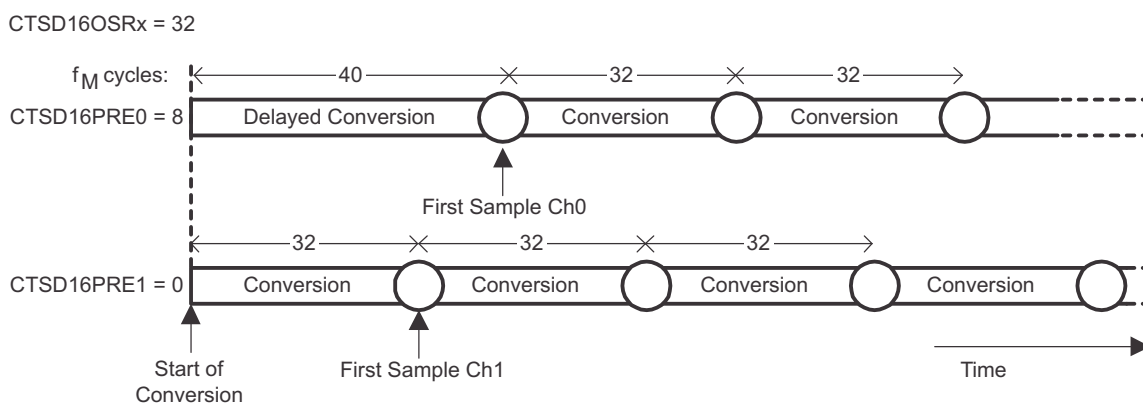 CTSD16OSRx = 32
fM cycles:
40
32
32
CTSD16PRE0 = 8
Delayed Conversion
Conversion
Conversion
First Sample Ch0
32
32
32
CTSD16PRE1 = 0
Conversion
Conversion
Conversion
Conversion
Start of
Conversion
First Sample Ch1
Time